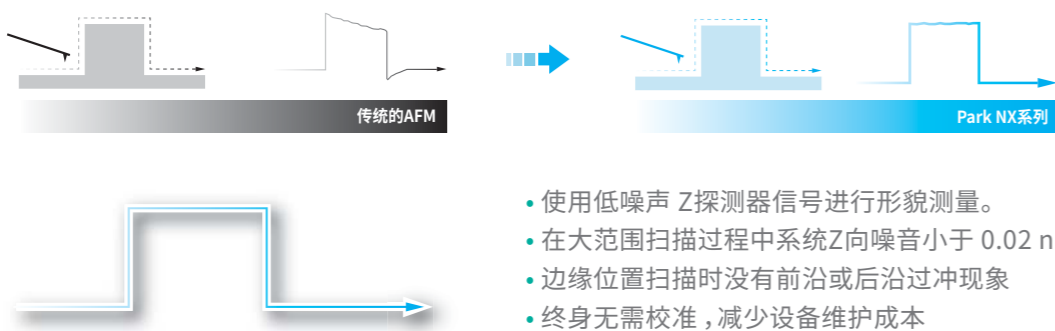 传统的AFM
Park NX系列
• 使用低噪声 Z探测器信号进行形貌测量。
• 在大范围扫描过程中系统Z向噪音小于 0.02 n
• 边缘位置扫描时没有前沿或后沿过冲现象
• 终身无需校准 , 减少设备维护成本